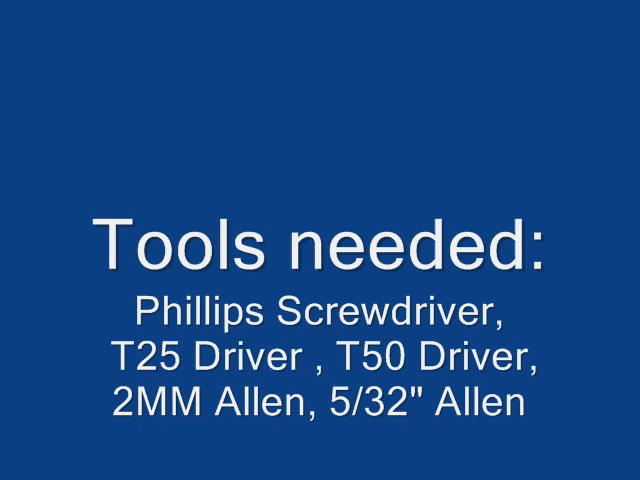 Tools needed:
Phillips Screwdriver,
T25 Driver , T50 Driver,
2MM Allen, 5/32" Allen